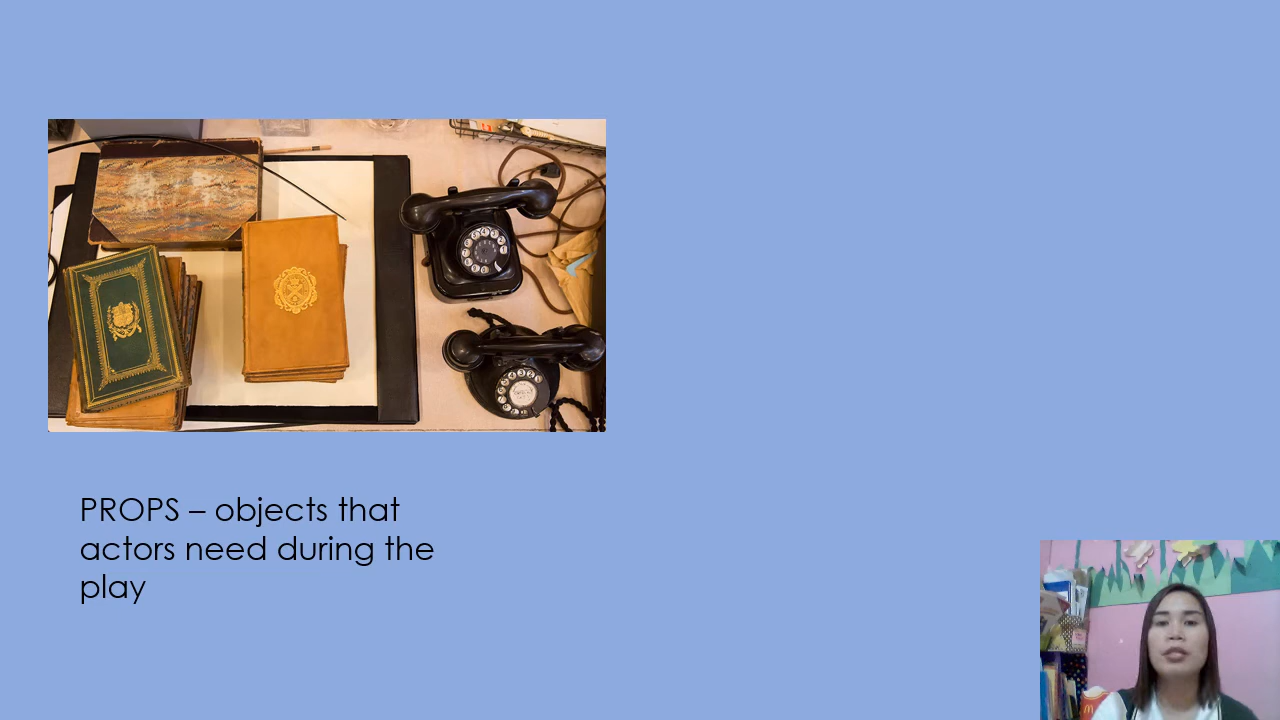 PROPS – objects that
actors need during the
play